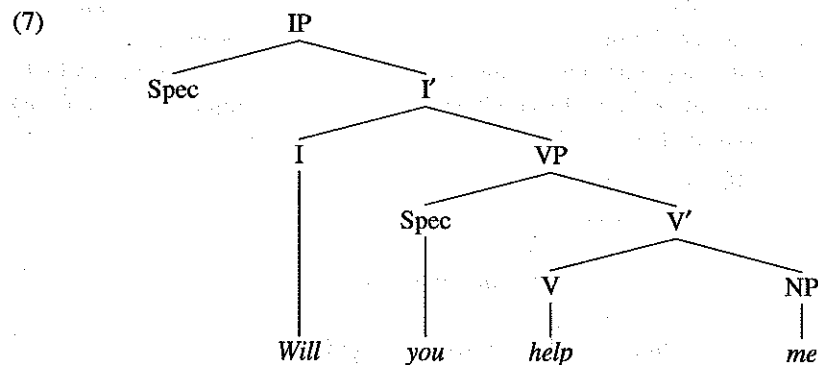 (7) IP
Spec I′
I VP
Spec V′
V NP
Will you help me